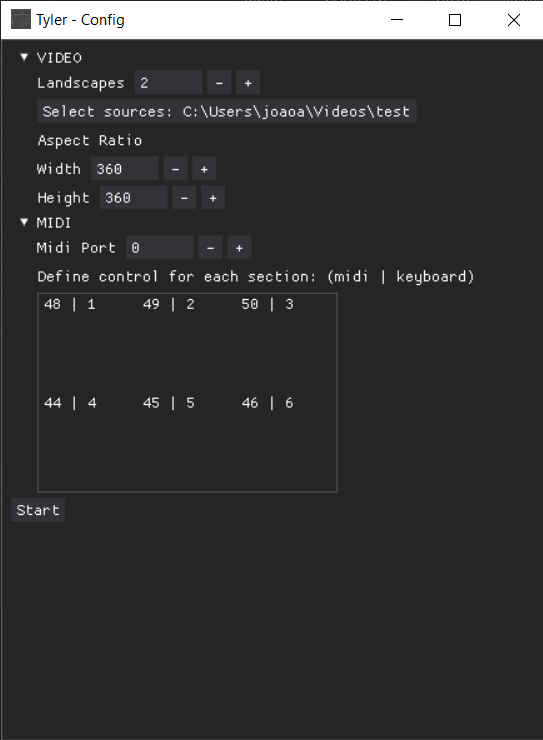 Tyler - Config
VIDEO
Landscapes 2 - +
Select sources: C:\Users\joaoa\Videos\test
Aspect Ratio
Width 360 - +
Height 360 - +
MIDI
Midi Port 0 - +
Define control for each section: (midi | keyboard)
48 | 1 49 | 2 50 | 3
44 | 4 45 | 5 46 | 6
Start